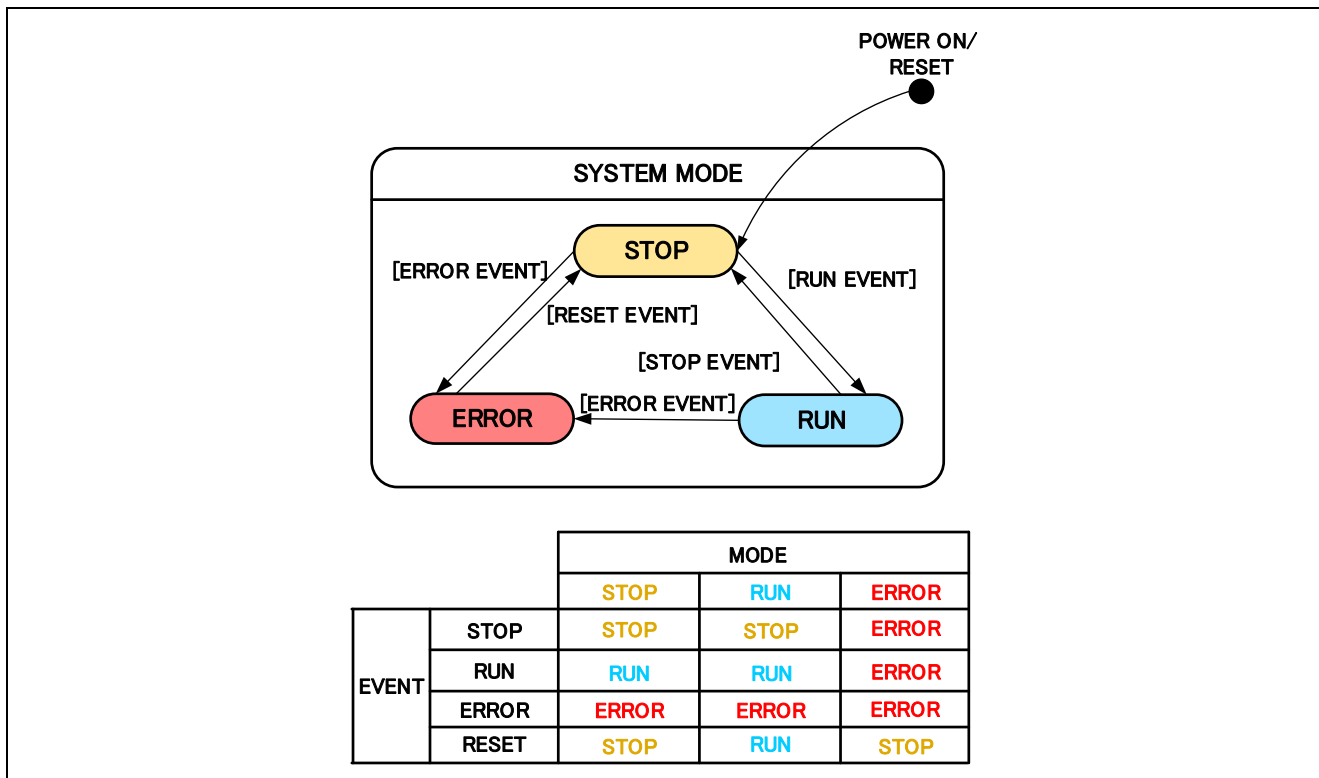 POWER ON/
RESET
SYSTEM MODE
STOP
[ERROR EVENT]
[RUN EVENT]
[RESET EVENT]
[STOP EVENT]
[ERROR EVENT]
ERROR
RUN
MODE
STOP RUN ERROR
EVENT
STOP STOP STOP ERROR
RUN RUN RUN ERROR
ERROR ERROR ERROR ERROR
RESET STOP RUN STOP